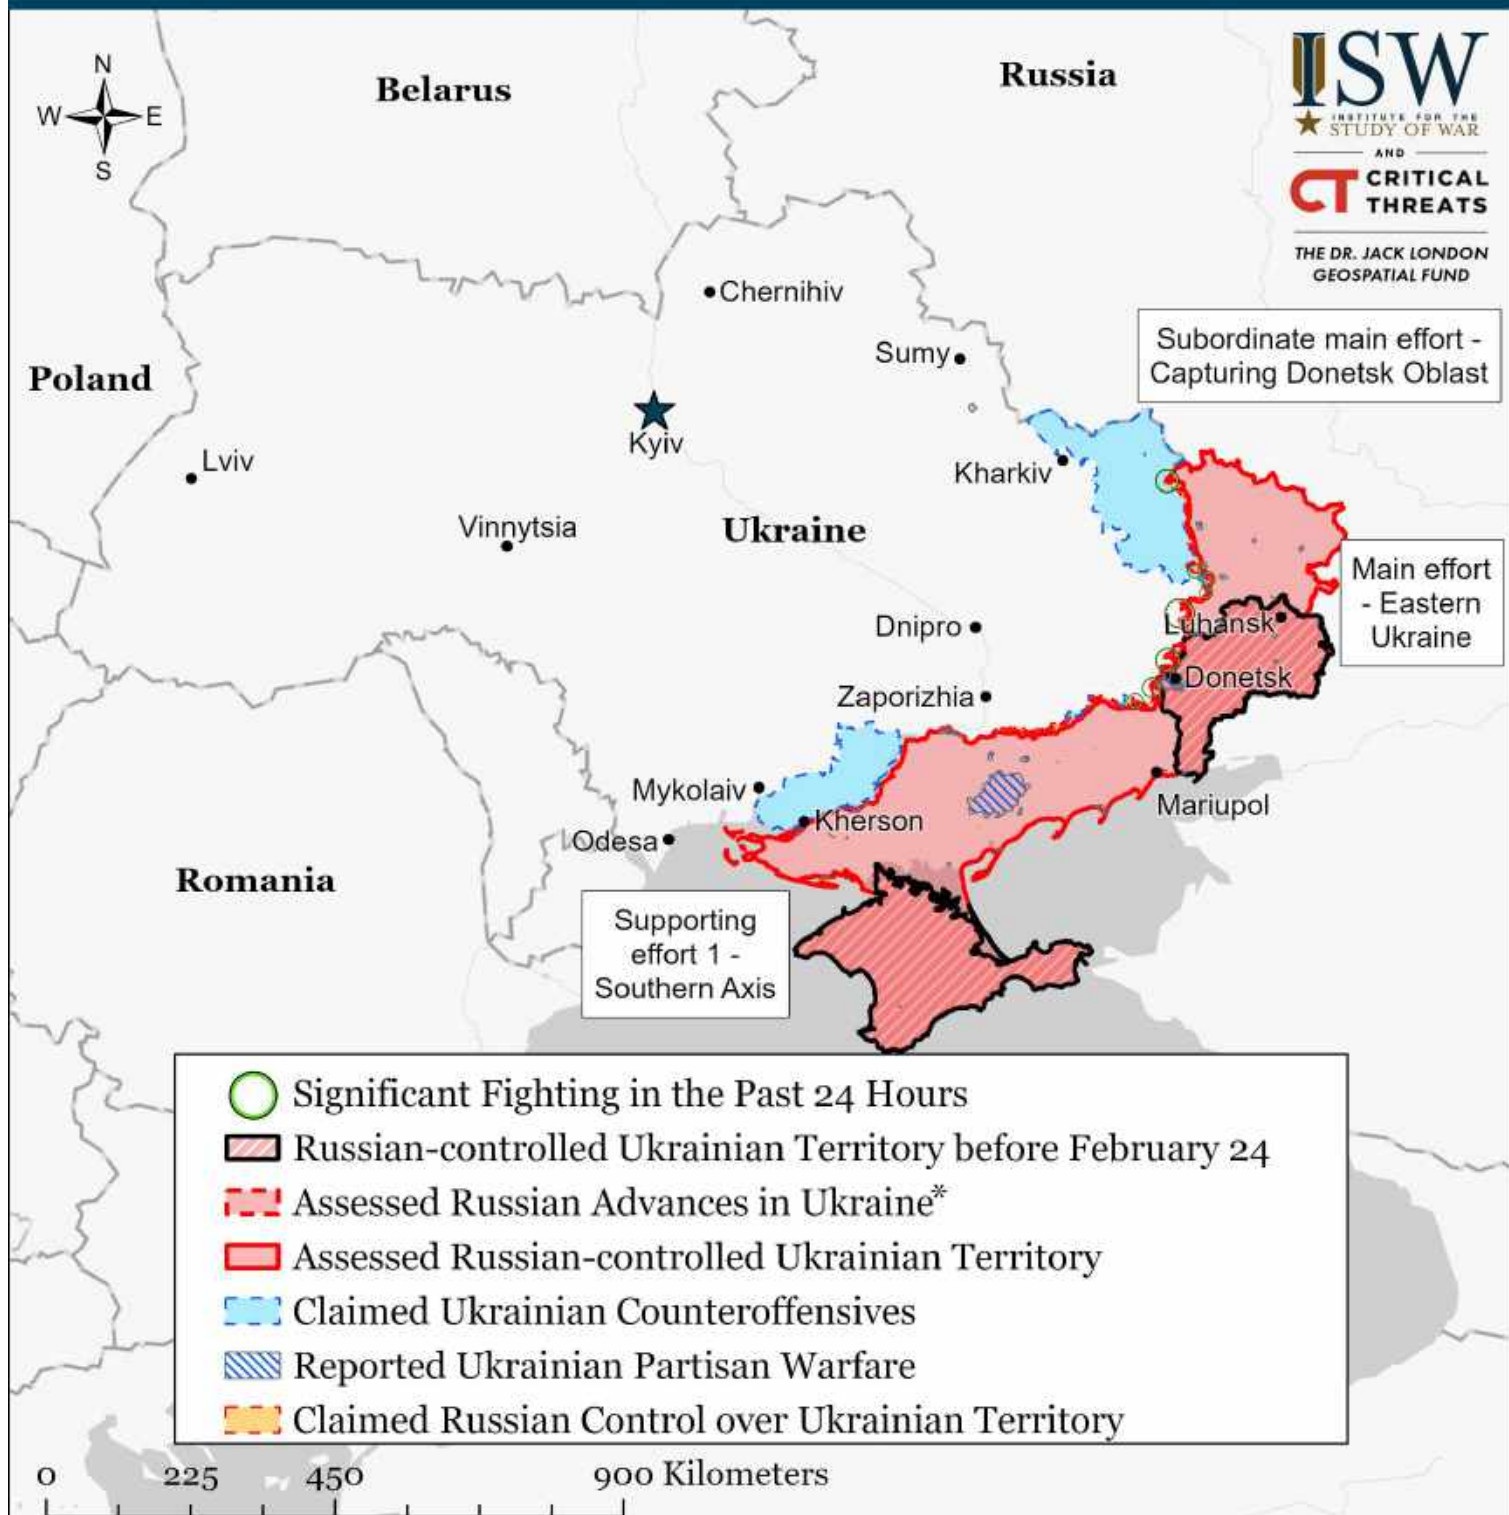 N
W E
S
Belarus
Russia
ISW
INSTITUTE FOR THE
STUDY OF WAR
AND
CT CRITICAL
THREATS
THE DR. JACK LONDON
GEOSPATIAL FUND
Chernihiv
Subordinate main effort -
Capturing Donetsk Oblast
Sumy
Poland
Kyiv
Lviv
Kharkiv
Vinnytsia
Ukraine
Main effort
- Eastern
Ukraine
Dnipro
Luhansk
Donetsk
Zaporizhia
Mykolaiv
Mariupol
Kherson
Odesa
Romania
Supporting
effort 1 -
Southern Axis
Significant Fighting in the Past 24 Hours
Russian-controlled Ukrainian Territory before February 24
Assessed Russian Advances in Ukraine*
Assessed Russian-controlled Ukrainian Territory
Claimed Ukrainian Counteroffensives
Reported Ukrainian Partisan Warfare
Claimed Russian Control over Ukrainian Territory
0 225 450 900 Kilometers